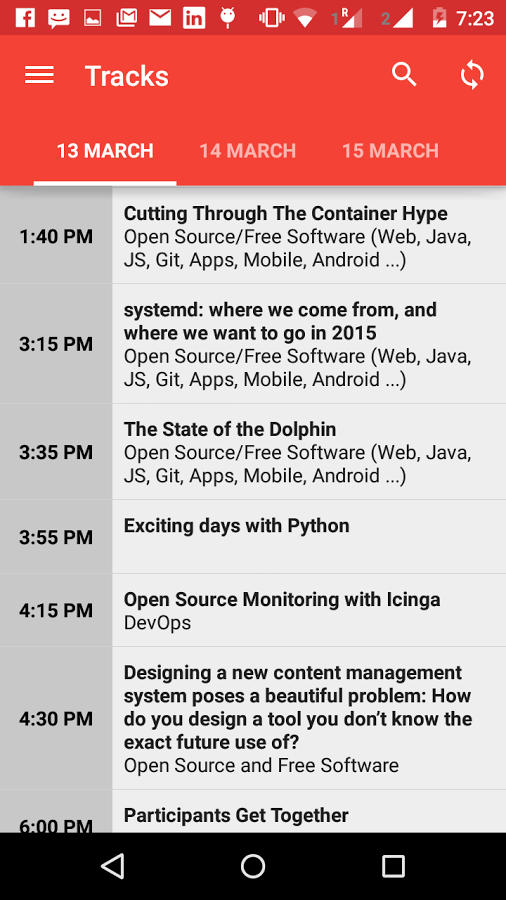 1 R 2 7:23
Tracks
13 MARCH 14 MARCH 15 MARCH
1:40 PM
Cutting Through The Container Hype
Open Source/Free Software (Web, Java,
JS, Git, Apps, Mobile, Android ...)
3:15 PM
systemd: where we come from, and
where we want to go in 2015
Open Source/Free Software (Web, Java,
JS, Git, Apps, Mobile, Android ...)
3:35 PM
The State of the Dolphin
Open Source/Free Software (Web, Java,
JS, Git, Apps, Mobile, Android ...)
3:55 PM
Exciting days with Python
4:15 PM
Open Source Monitoring with Icinga
DevOps
4:30 PM
Designing a new content management
system poses a beautiful problem: How
do you design a tool you don’t know the
exact future use of?
Open Source and Free Software
6:00 PM
Participants Get Together